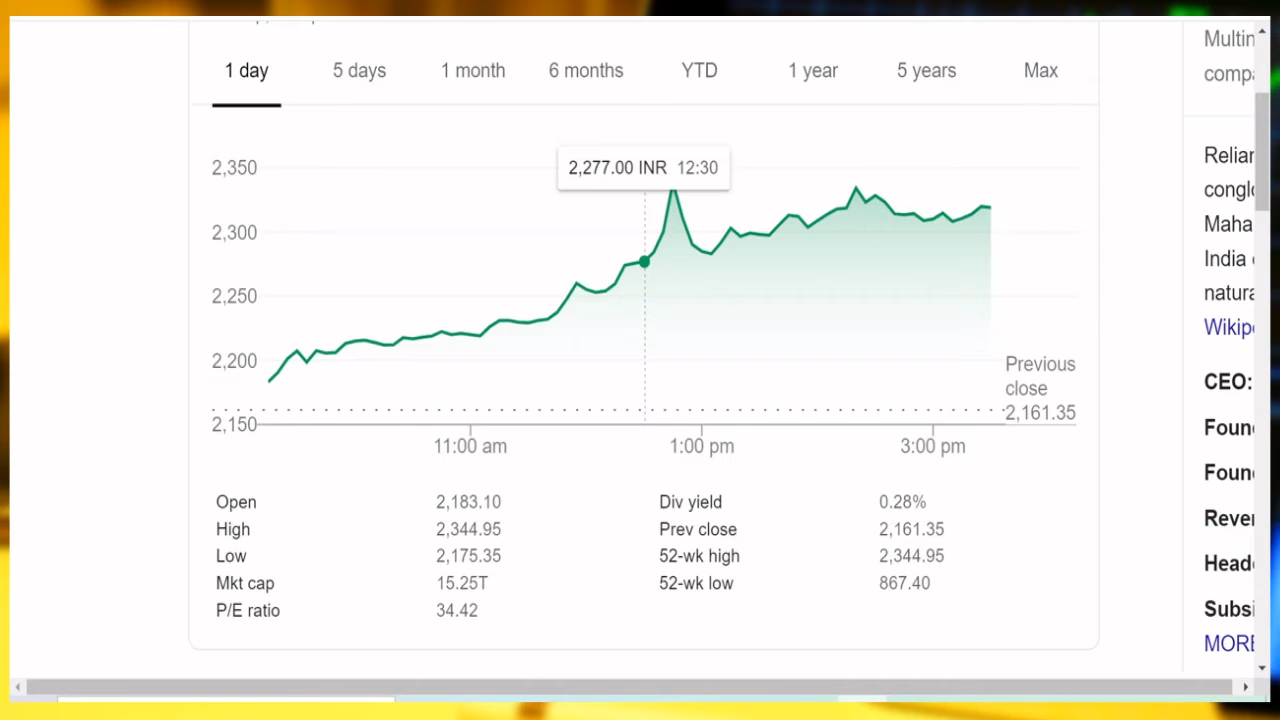 1 day 5 days 1 month 6 months YTD 1 year 5 years Max
2,277.00 INR 12:30
2,350
2,300
2,250
2,200
2,150
Previous
close
2,161.35
11:00 am 1:00 pm 3:00 pm
Open 2,183.10 Div yield 0.28%
High 2,344.95 Prev close 2,161.35
Low 2,175.35 52-wk high 2,344.95
Mkt cap 15.25T 52-wk low 867.40
P/E ratio 34.42
Multin
compa
Relian
conglo
Maha
India
natura
Wikipe
CEO:
Foun
Foun
Reve
Head
Subsi
MORE